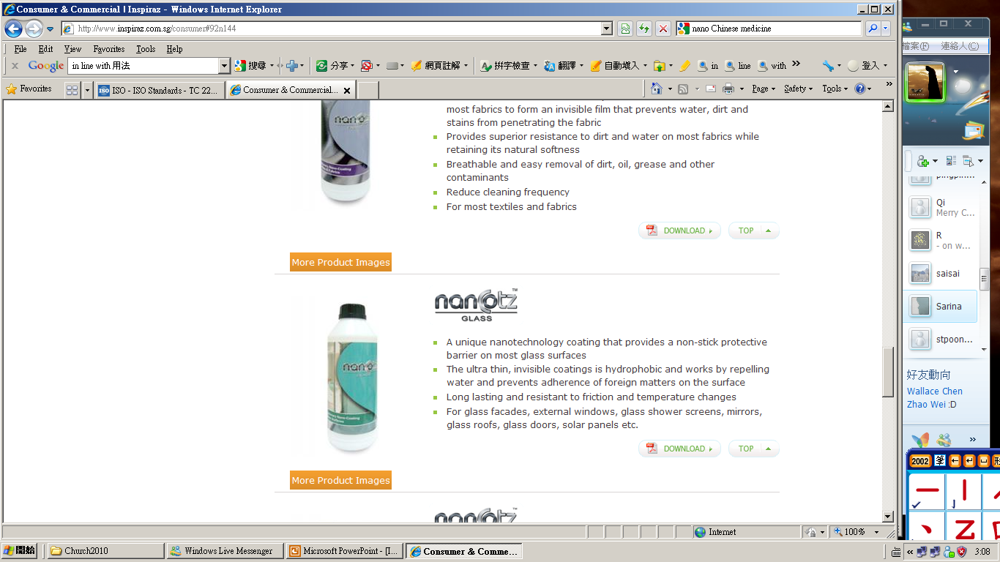 Consumer & Commercial | Inspiraz - Windows Internet Explorer
http://www.inspiraz.com.sg/consumer#92n144
nano Chinese medicine
File Edit View Favorites Tools Help
Google in line with 用法 搜尋 分享 網頁註解 拼字檢查 翻譯 自動填入 in line with » 登入
Favorites ISO ISO - ISO Standards - TC 22... Consumer & Commercial... Page Safety Tools »
nanotz
most fabrics to form an invisible film that prevents water, dirt and
stains from penetrating the fabric
Provides superior resistance to dirt and water on most fabrics while
retaining its natural softness
Breathable and easy removal of dirt, oil, grease and other
contaminants
Reduce cleaning frequency
For most textiles and fabrics
DOWNLOAD TOP
More Product Images
nanotz™
GLASS
nanotz
A unique nanotechnology coating that provides a non-stick protective
barrier on most glass surfaces
The ultra thin, invisible coatings is hydrophobic and works by repelling
water and prevents adherence of foreign matters on the surface
Long lasting and resistant to friction and temperature changes
For glass facades, external windows, glass shower screens, mirrors,
glass roofs, glass doors, solar panels etc.
DOWNLOAD TOP
More Product Images
nanotz™
Internet 100%
檔案(F) 連絡人(C)
Qi
Merry C...
R
- on w...
saisai
Sarina
stpoon...
好友動向
Wallace Chen
Zhao Wei :D
»
2002 筆
一 丨
丶 乙
開始 Church2010 Windows Live Messenger Microsoft PowerPoint - [I... Consumer & Comme... « 3:08